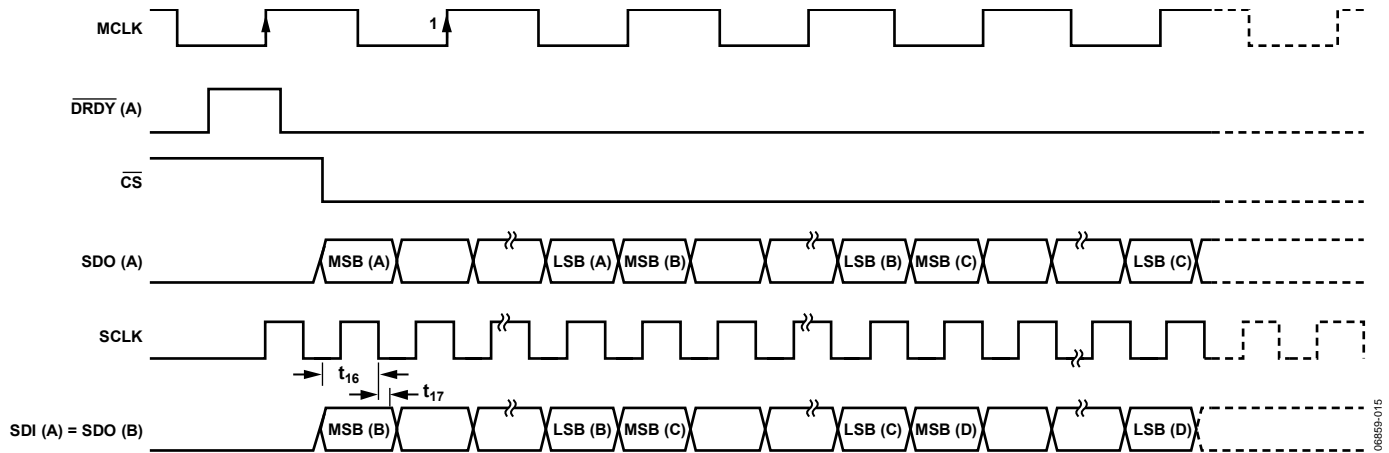 MCLK
1
DRDY (A)
CS
SDO (A)
MSB (A)
LSB (A)
MSB (B)
LSB (B)
MSB (C)
LSB (C)
SCLK
t16
t17
SDI (A) = SDO (B)
MSB (B)
LSB (B)
MSB (C)
LSB (C)
MSB (D)
LSB (D)
06859-015